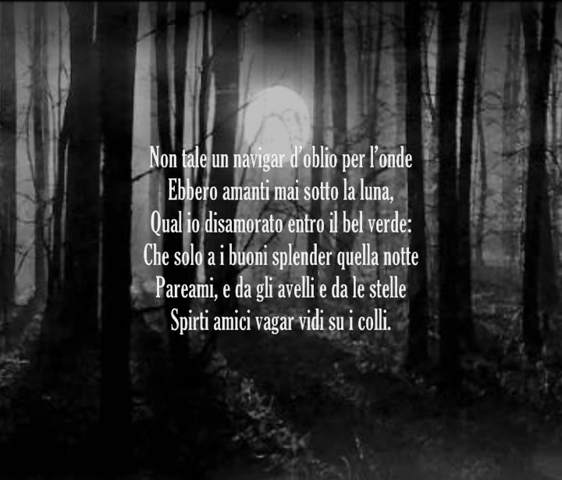 Non tale un navigar d'oblio per l'onde
Ebbero amanti mai sotto la luna,
Qual io disamorato entro il bel verde:
Che solo a i buoni splender quella notte
Pareami, e da gli avelli e da le stelle
Spirti amici vagar vidi su i colli.